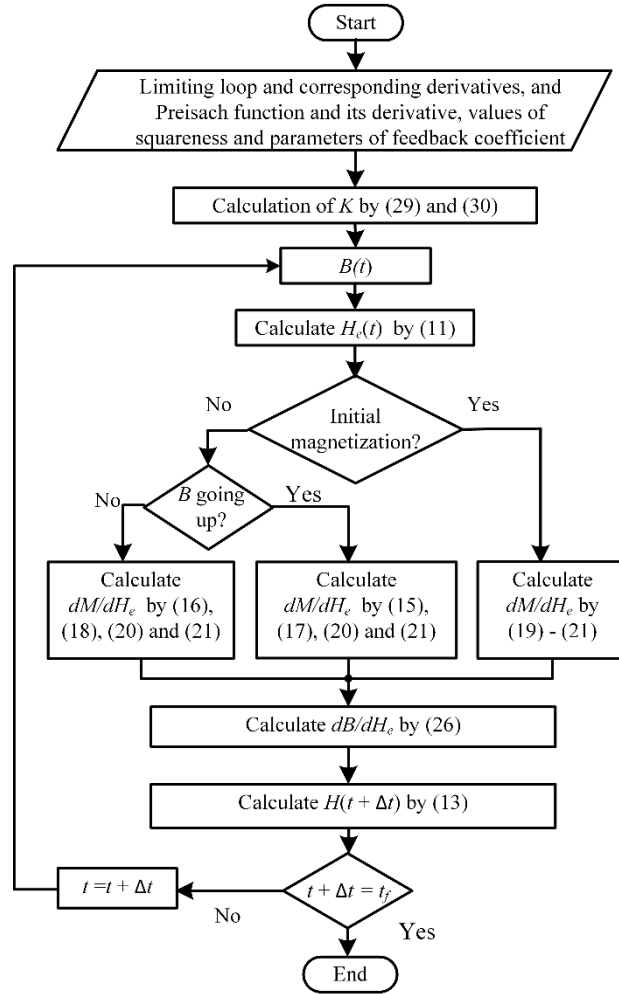 Start
Limiting loop and corresponding derivatives, and
Preisach function and its derivative, values of
squareness and parameters of feedback coefficient
Calculation of K by (29) and (30)
B(t)
Calculate Hₑ(t) by (11)
Initial
magnetization?
No
Yes
B going
up?
No
Yes
Calculate
dM/dHₑ by (16),
(18), (20) and (21)
Calculate
dM/dHₑ by (15),
(17), (20) and (21)
Calculate
dM/dHₑ by
(19) - (21)
Calculate dB/dHₑ by (26)
Calculate H(t + Δt) by (13)
t + Δt = t_f
No
t =t + Δt
Yes
End